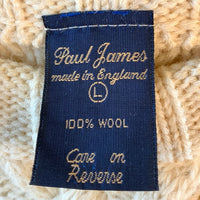 Paul James
made in England
L
100% WOOL
Care on
Reverse